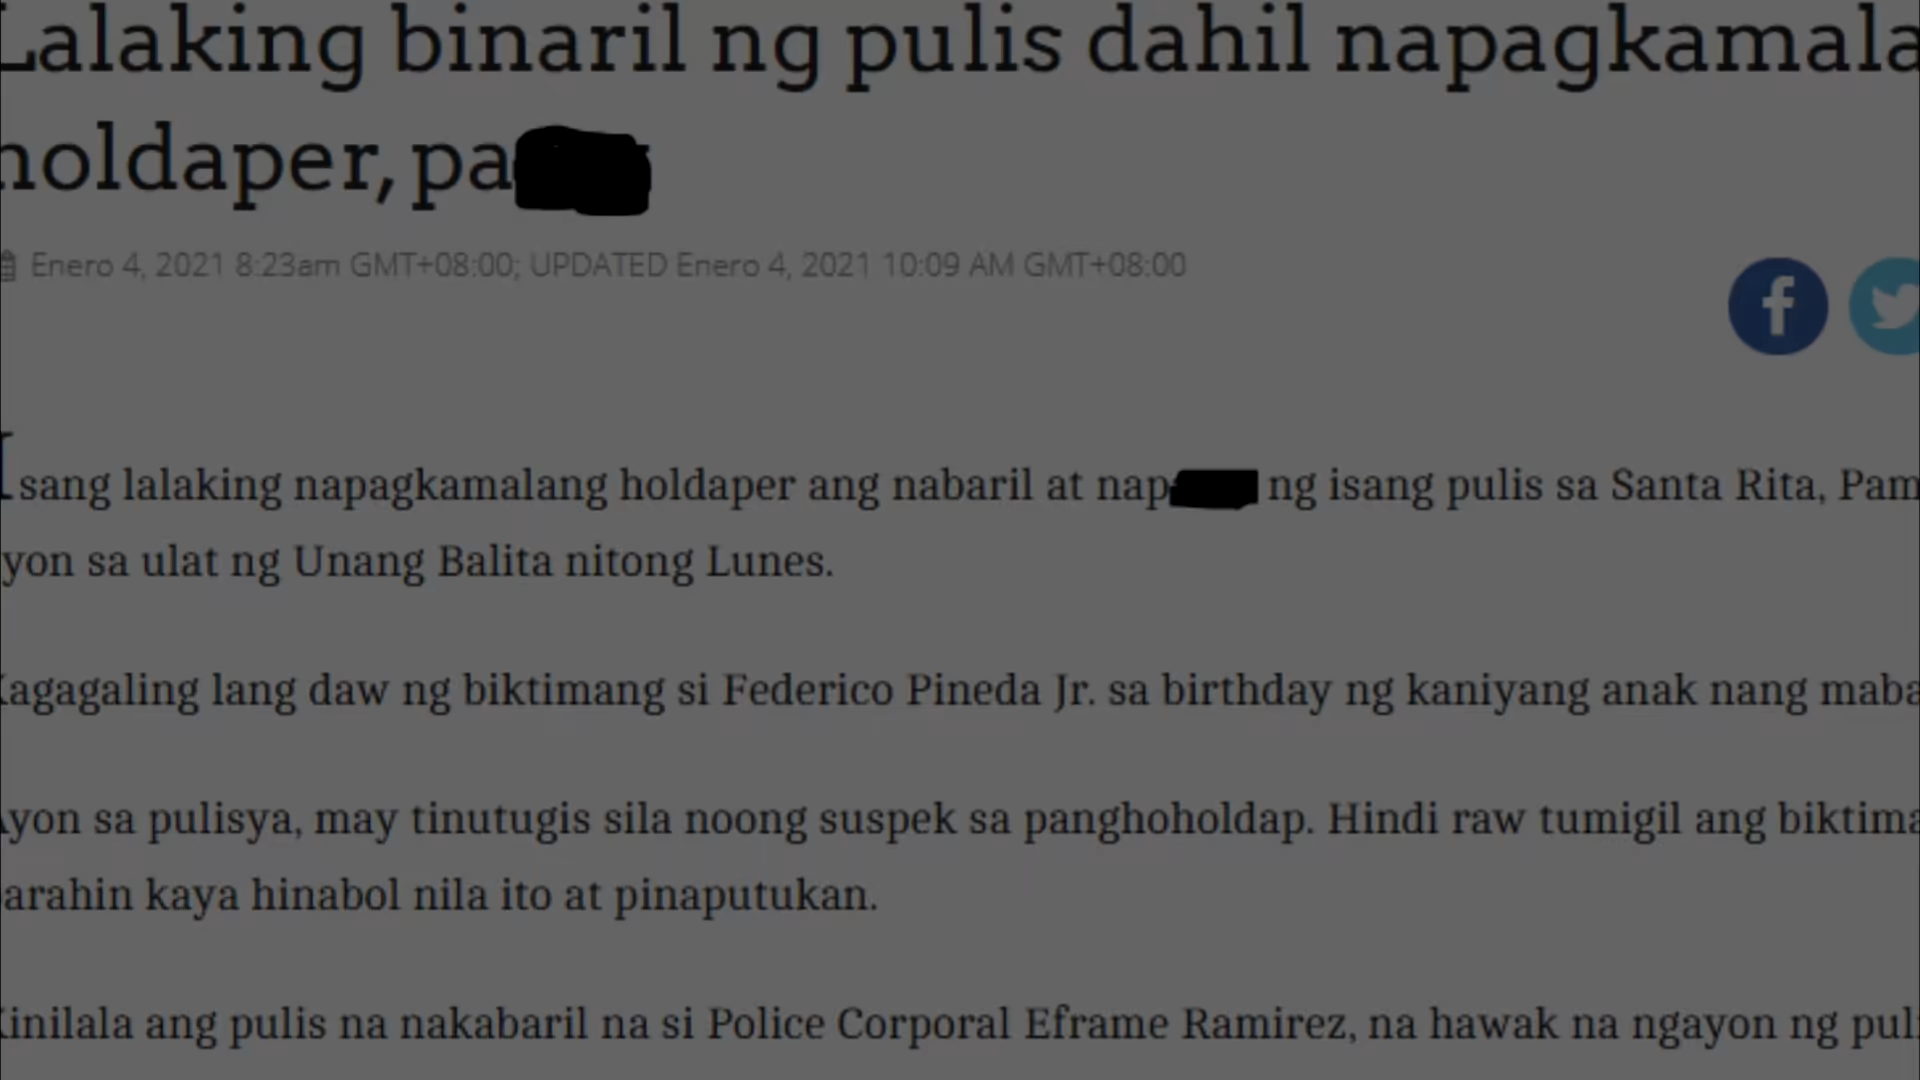 Lalaking binaril ng pulis dahil napagkamala
holdaper, pa
Enero 4, 2021 8:23am GMT+08:00; UPDATED Enero 4, 2021 10:09 AM GMT+08:00
Isang lalaking napagkamalang holdaper ang nabaril at nap ng isang pulis sa Santa Rita, Pam
yon sa ulat ng Unang Balita nitong Lunes.
Kagagaling lang daw ng biktimang si Federico Pineda Jr. sa birthday ng kaniyang anak nang maba
Ayon sa pulisya, may tinutugis sila noong suspek sa panghoholdap. Hindi raw tumigil ang biktima
arahin kaya hinabol nila ito at pinaputukan.
Kinilala ang pulis na nakabaril na si Police Corporal Eframe Ramirez, na hawak na ngayon ng puli